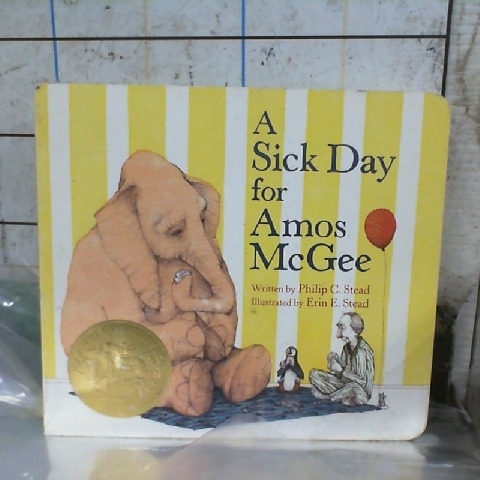 A
Sick Day
for
Amos
McGee
Written by Philip C. Stead
Illustrated by Erin E. Stead